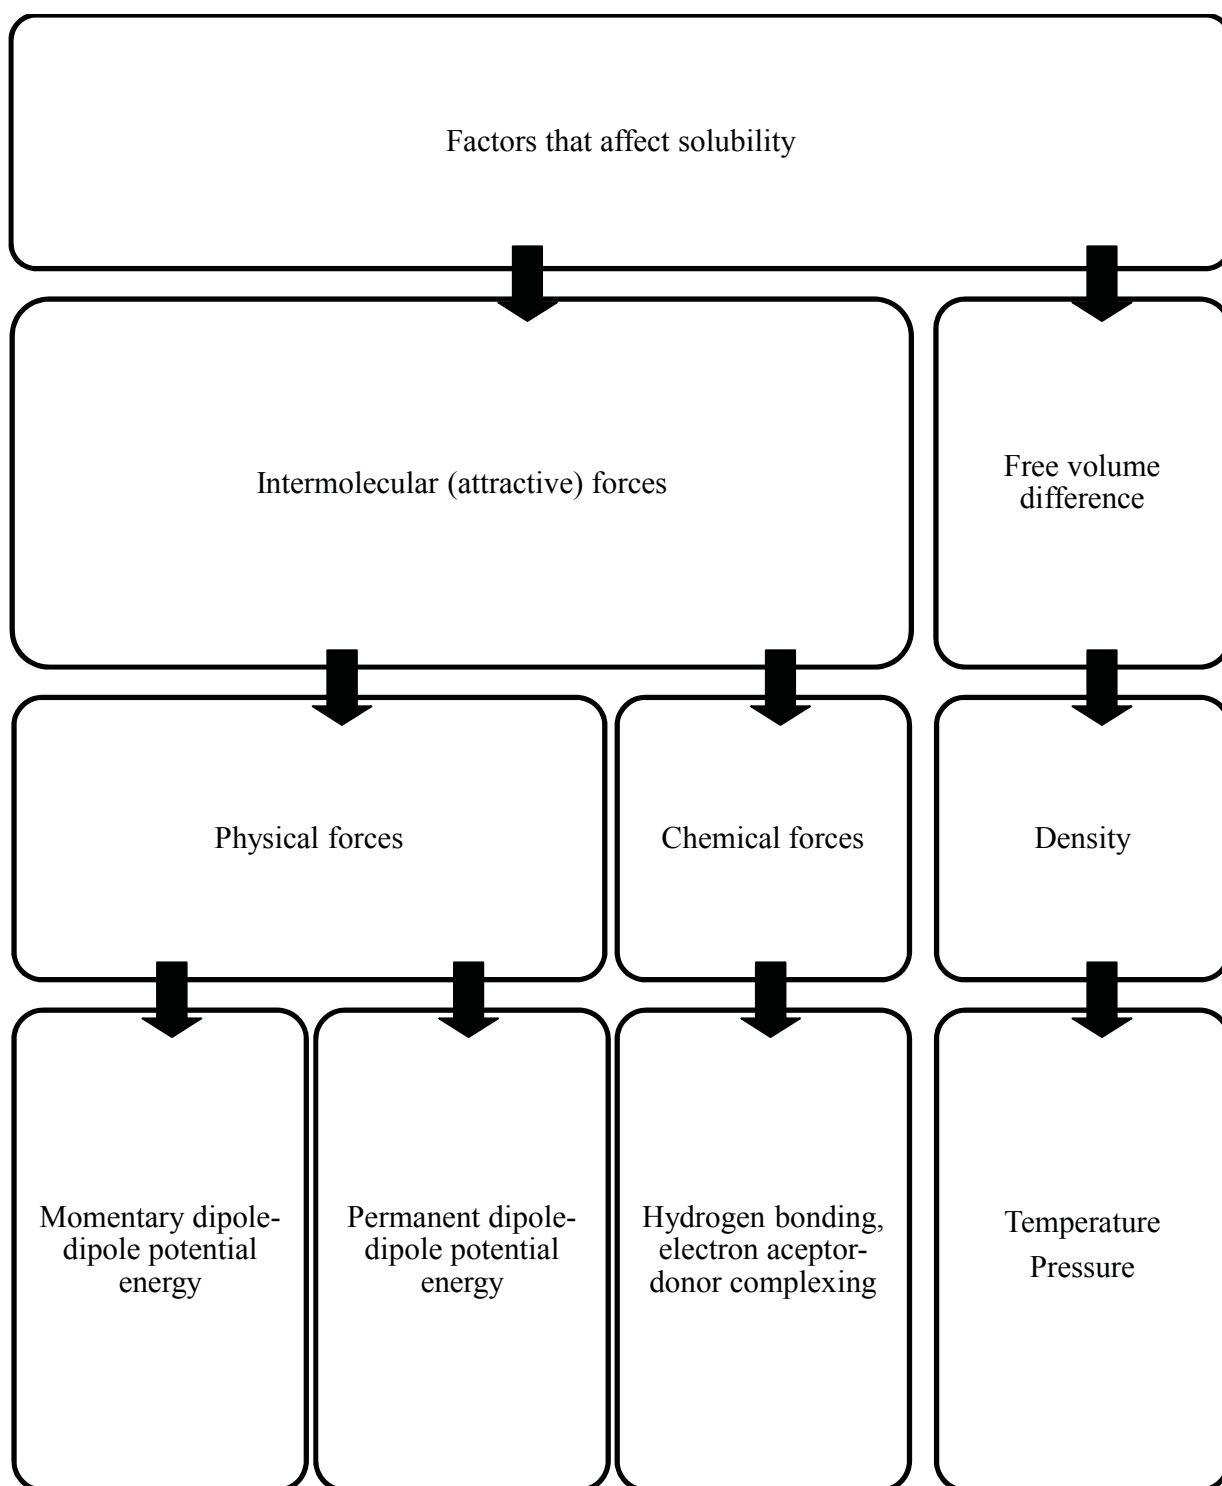 Factors that affect solubility
Intermolecular (attractive) forces
Free volume
difference
Physical forces
Chemical forces
Density
Momentary dipole-
dipole potential
energy
Permanent dipole-
dipole potential
energy
Hydrogen bonding,
electron aceptor-
donor complexing
Temperature
Pressure